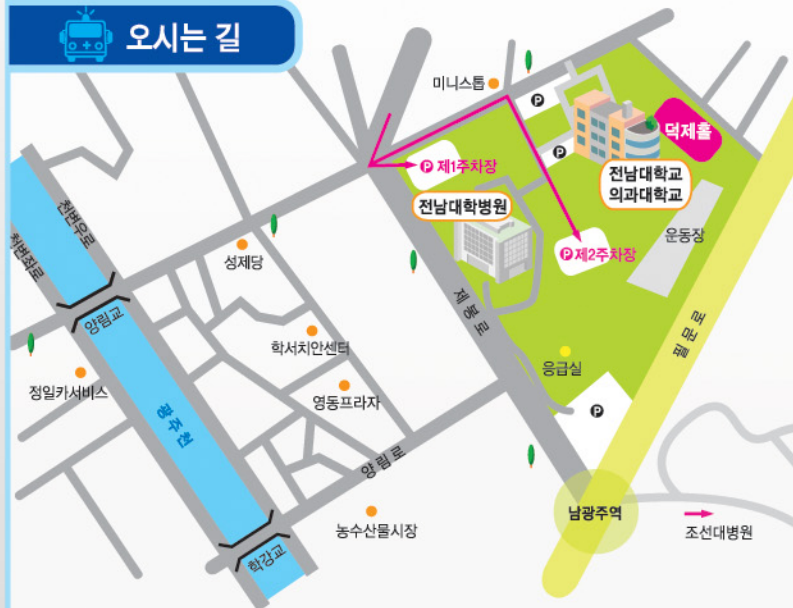 오시는 길
미니스톱
P
덕제홀
P 제1주차장
P
전남대학교
의과대학교
전남대학병원
천변우로
천변좌로
운동장
성제당
P 제2주차장
제봉로
양림교
필문로
학서치안센터
응급실
정일카서비스
영동프라자
광주천
P
양림로
남광주역
농수산물시장
조선대병원
학강교